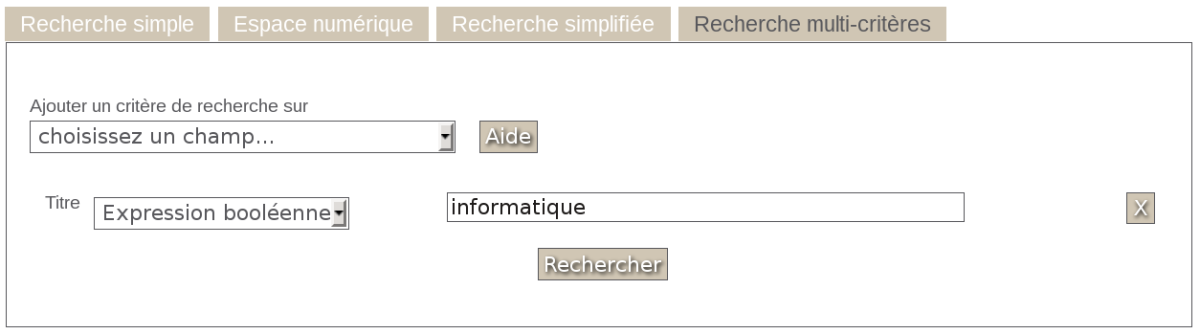 Recherche simple Espace numérique Recherche simplifiée Recherche multi-critères
Ajouter un critère de recherche sur
choisissez un champ... Aide
Titre Expression booléenne informatique X
Rechercher